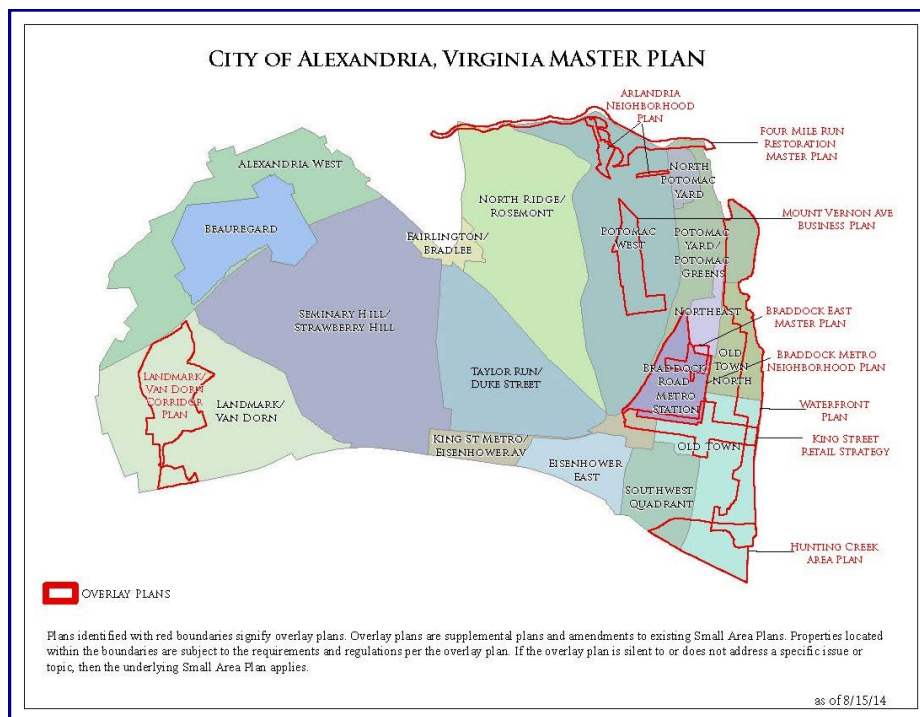 CITY OF ALEXANDRIA, VIRGINIA MASTER PLAN
ARLANDRIA
NEIGHBORHOOD
PLAN
FOUR MILE RUN
RESTORATION
MASTER PLAN
ALEXANDRIA WEST
NORTH
POTOMAC
YARD
NORTH RIDGE/
ROSEMONT
MOUNT VERNON AVE
BUSINESS PLAN
BEAUREGARD
FAIRLINGTON/
BRADLEE
POTOMAC
WEST
POTOMAC
YARD/
POTOMAC
GREENS
SEMINARY HILL/
STRAWBERRY HILL
NORTHEAST
BRADDOCK EAST
MASTER PLAN
OLD
TOWN
NORTH
BRADDOCK METRO
NEIGHBORHOOD PLAN
TAYLOR RUN/
DUKE STREET
BRADDOCK
ROAD
METRO
STATION
LANDMARK/
VAN DORN
CORRIDOR
PLAN
LANDMARK/
VAN DORN
WATERFRONT
PLAN
KING ST METRO/
EISENHOWER AV
OLD TOWN
KING STREET
RETAIL STRATEGY
EISENHOWER
EAST
SOUTHWEST
QUADRANT
HUNTING CREEK
AREA PLAN
OVERLAY PLANS
Plans identified with red boundaries signify overlay plans. Overlay plans are supplemental plans and amendments to existing Small Area Plans. Properties located
within the boundaries are subject to the requirements and regulations per the overlay plan. If the overlay plan is silent to or does not address a specific issue or
topic, then the underlying Small Area Plan applies.
as of 8/15/14